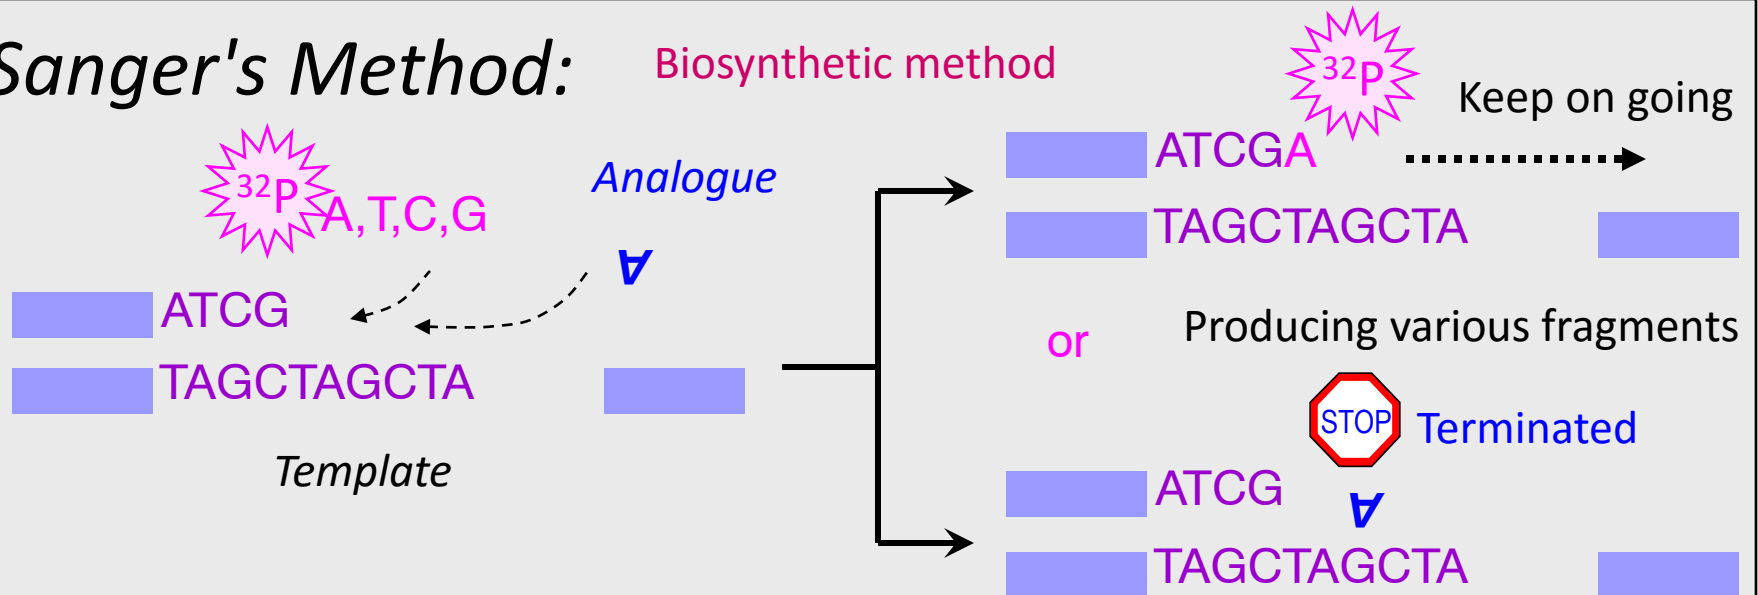 Sanger's Method:
Biosynthetic method
32P
A,T,C,G
Analogue
∀
ATCG
TAGCTAGCTA
Template
32P
Keep on going
ATCGA
TAGCTAGCTA
or
Producing various fragments
STOP
Terminated
ATCG
∀
TAGCTAGCTA